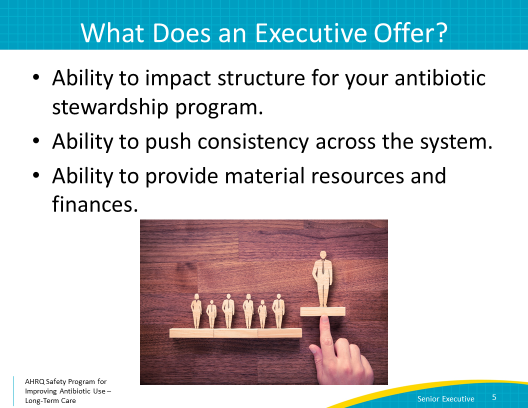 What Does an Executive Offer?
• Ability to impact structure for your antibiotic
stewardship program.
• Ability to push consistency across the system.
• Ability to provide material resources and
finances.
AHRQ Safety Program for
Improving Antibiotic Use –
Long-Term Care
Senior Executive 5